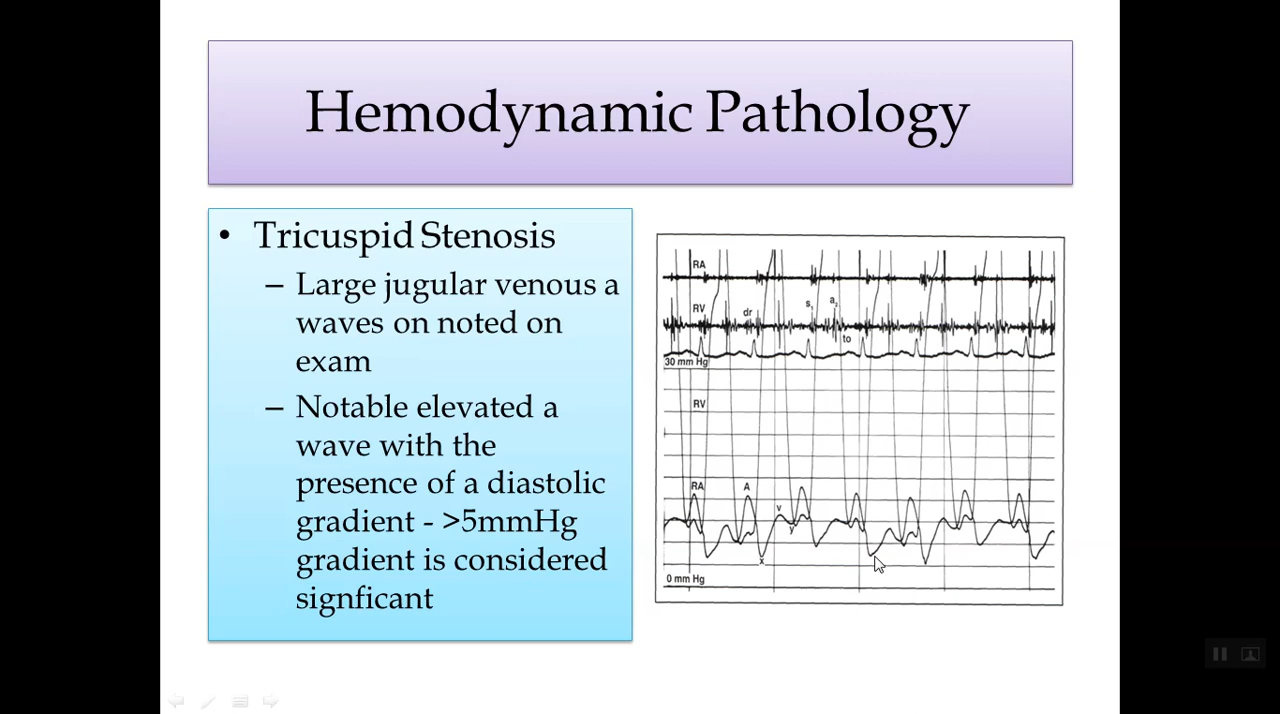 Hemodynamic Pathology
• Tricuspid Stenosis
– Large jugular venous a
waves on noted on
exam
– Notable elevated a
wave with the
presence of a diastolic
gradient - >5mmHg
gradient is considered
signficant
RA
RV
dr
s₁
a₂
to
30 mm Hg
RV
RA
A
v
y
x
0 mm Hg